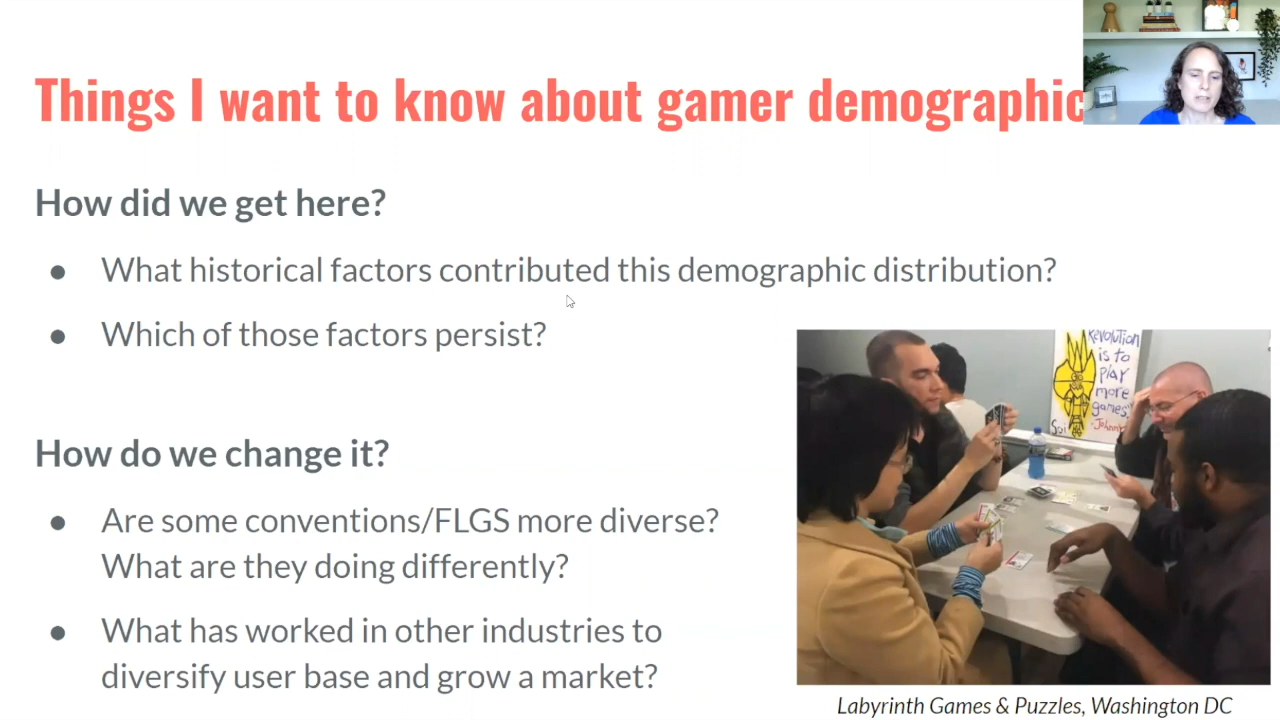 Things I want to know about gamer demographic
How did we get here?
● What historical factors contributed this demographic distribution?
● Which of those factors persist?
How do we change it?
● Are some conventions/FLGS more diverse?
What are they doing differently?
● What has worked in other industries to
diversify user base and grow a market?
Revolution
is to
play
more
games."
-Johnny
Labyrinth Games & Puzzles, Washington DC